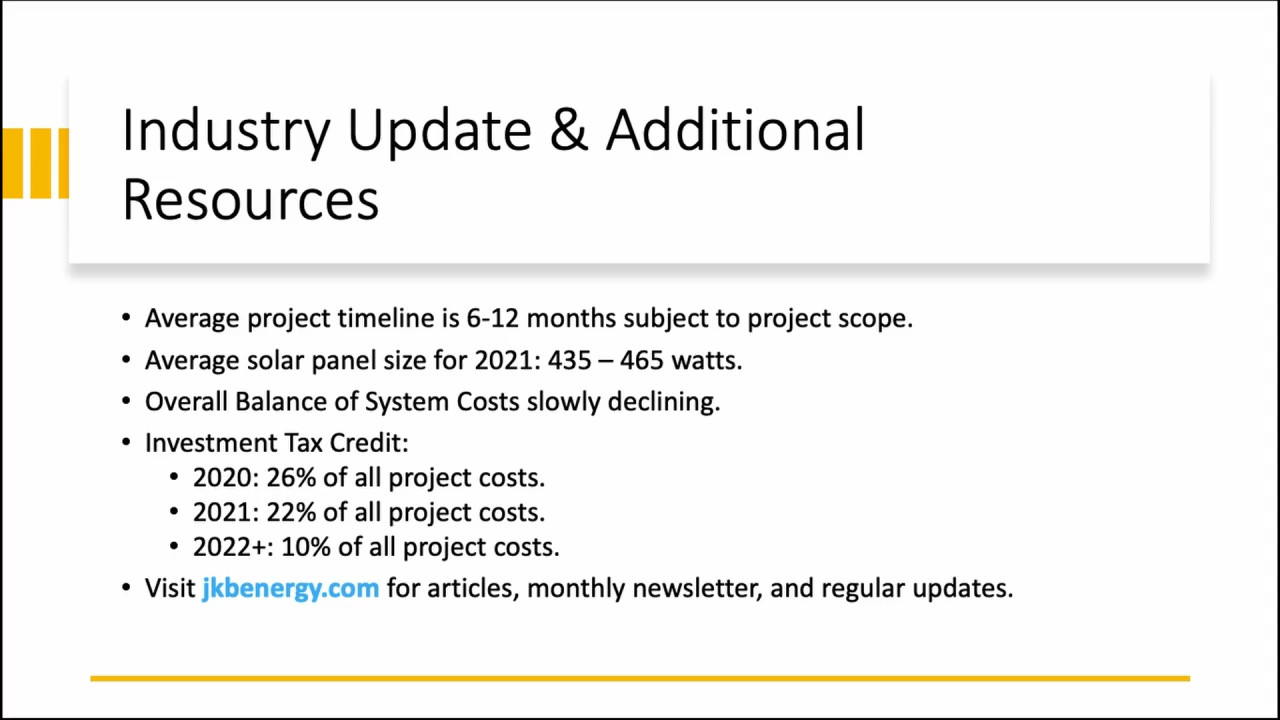 Industry Update & Additional
Resources
• Average project timeline is 6-12 months subject to project scope.
• Average solar panel size for 2021: 435 – 465 watts.
• Overall Balance of System Costs slowly declining.
• Investment Tax Credit:
• 2020: 26% of all project costs.
• 2021: 22% of all project costs.
• 2022+: 10% of all project costs.
• Visit jkbenergy.com for articles, monthly newsletter, and regular updates.